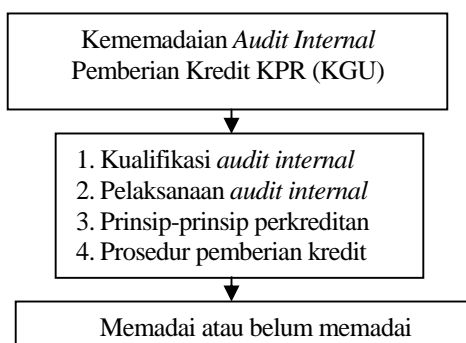 Kememadaian Audit Internal
Pemberian Kredit KPR (KGU)
1. Kualifikasi audit internal
2. Pelaksanaan audit internal
3. Prinsip-prinsip perkreditan
4. Prosedur pemberian kredit
Memadai atau belum memadai